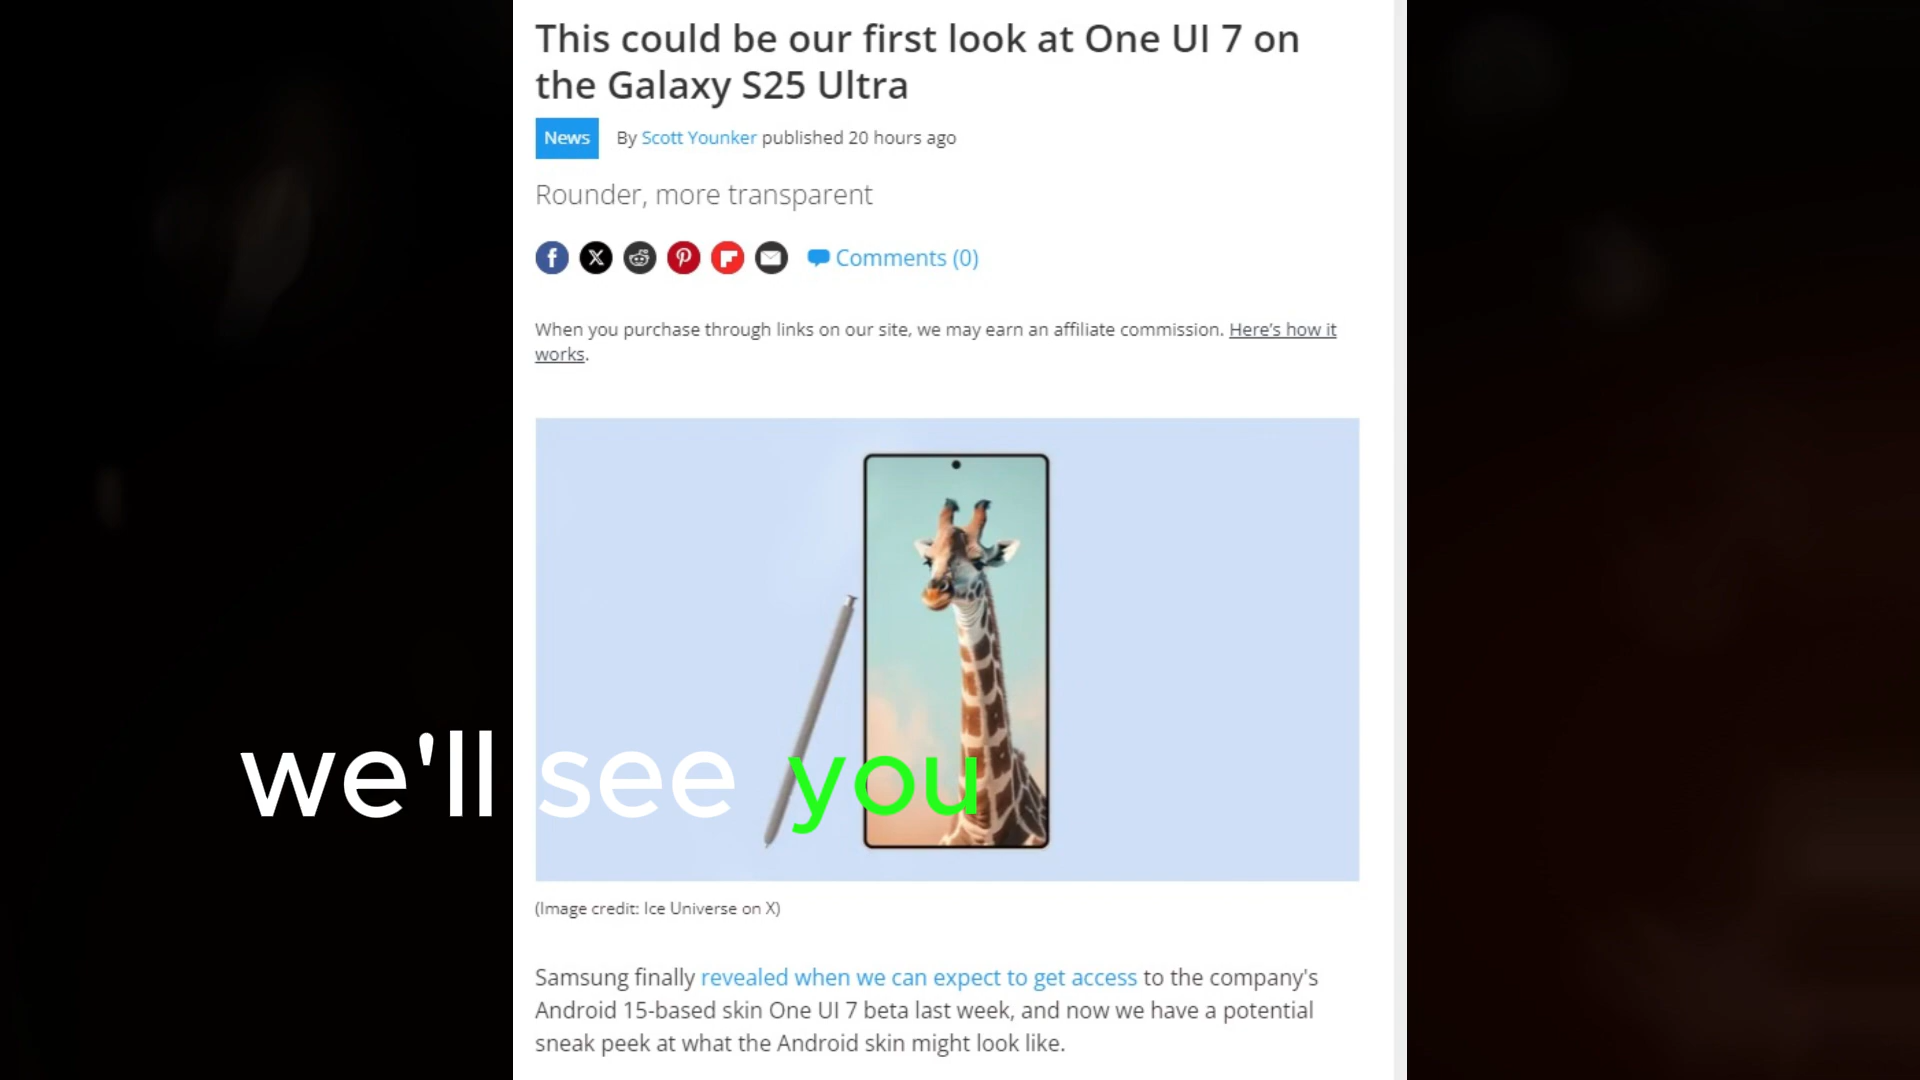 This could be our first look at One UI 7 on
the Galaxy S25 Ultra
News By Scott Younker published 20 hours ago
Rounder, more transparent
Comments (0)
When you purchase through links on our site, we may earn an affiliate commission. Here’s how it
works.
we'll see you
(Image credit: Ice Universe on X)
Samsung finally revealed when we can expect to get access to the company's
Android 15-based skin One UI 7 beta last week, and now we have a potential
sneak peek at what the Android skin might look like.